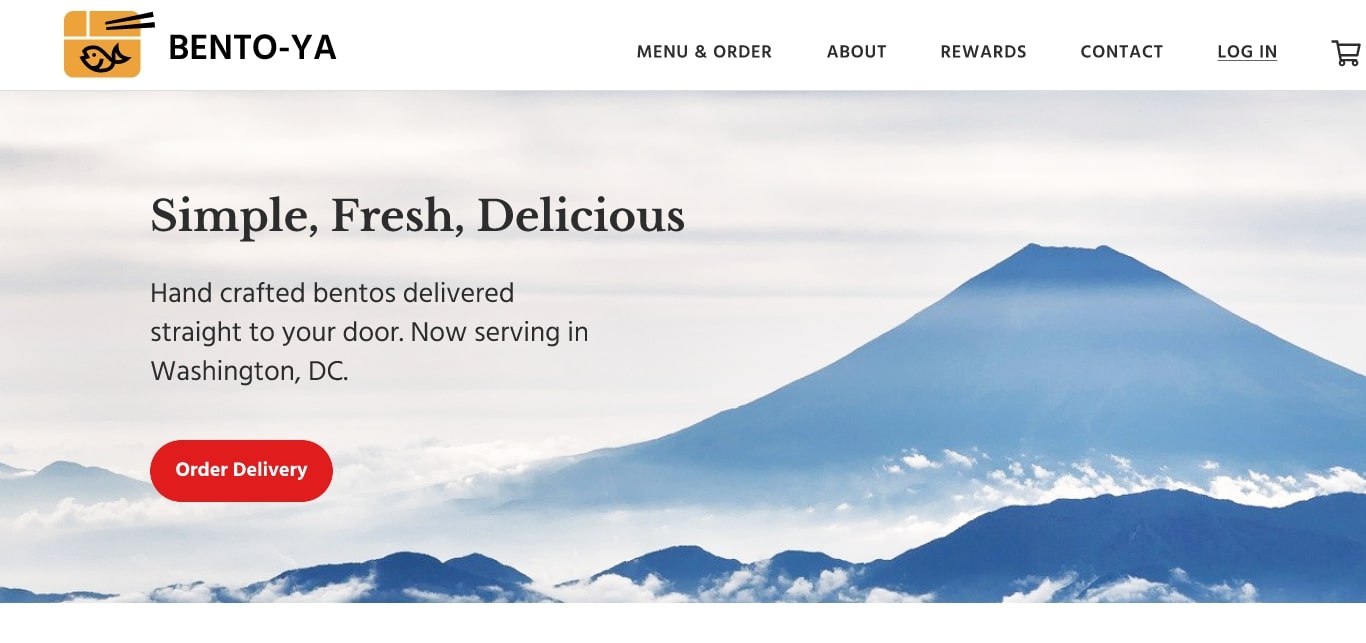 BENTO-YA
MENU & ORDER
ABOUT
REWARDS
CONTACT
LOG IN
Simple, Fresh, Delicious
Hand crafted bentos delivered
straight to your door. Now serving in
Washington, DC.
Order Delivery